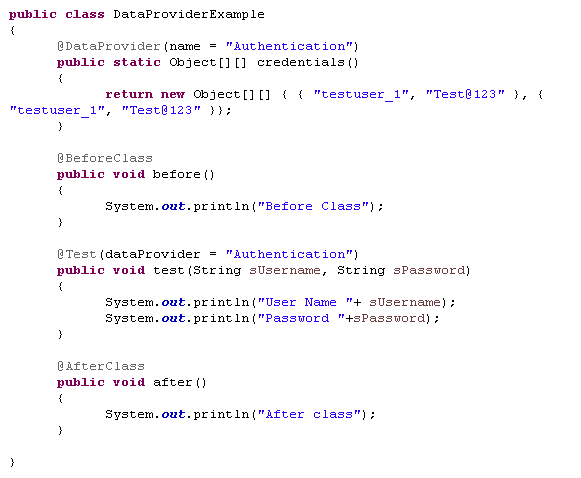 public class DataProviderExample
{
@DataProvider(name = "Authentication")
public static Object[][] credentials()
{
return new Object[][] { { "testuser_1", "Test@123" }, {
"testuser_1", "Test@123" }};
}
@BeforeClass
public void before()
{
System.out.println("Before Class");
}
@Test(dataProvider = "Authentication")
public void test(String sUsername, String sPassword)
{
System.out.println("User Name "+ sUsername);
System.out.println("Password "+sPassword);
}
@AfterClass
public void after()
{
System.out.println("After class");
}
}